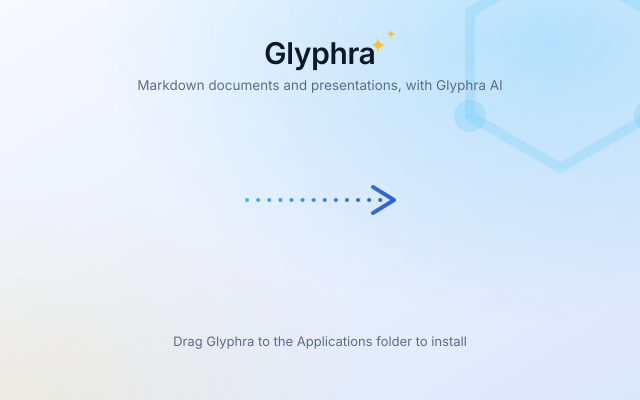 Glyphra
Markdown documents and presentations, with Glyphra AI
Drag Glyphra to the Applications folder to install